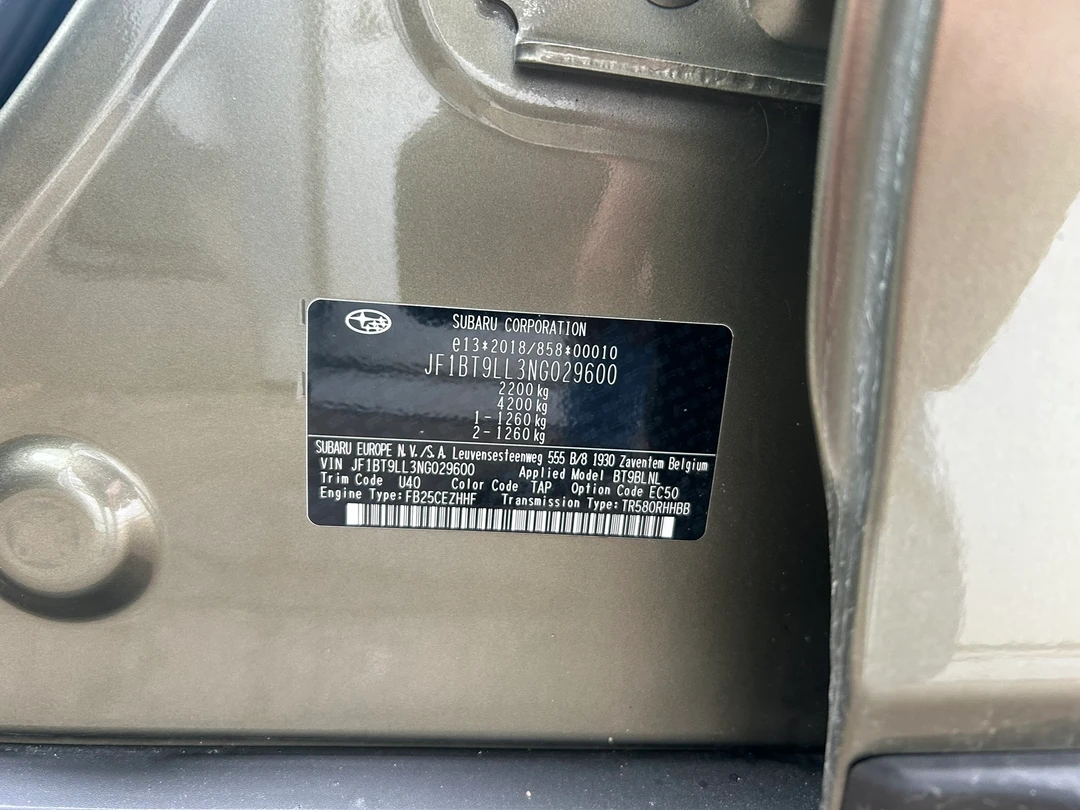 SUBARU CORPORATION
e13*2018/858*00010
JF1BT9LL3NG029600
2200 kg
4200 kg
1 - 1260 kg
2 - 1260 kg
SUBARU EUROPE N.V./S.A. Leuvensesteenweg 555 B/8 1930 Zaventem Belgium
VIN JF1BT9LL3NG029600 Applied Model BT9BLNL
Trim Code U40 Color Code TAP Option Code EC50
Engine Type:FB25CEZHHF Transmission Type:TR580RHHBB